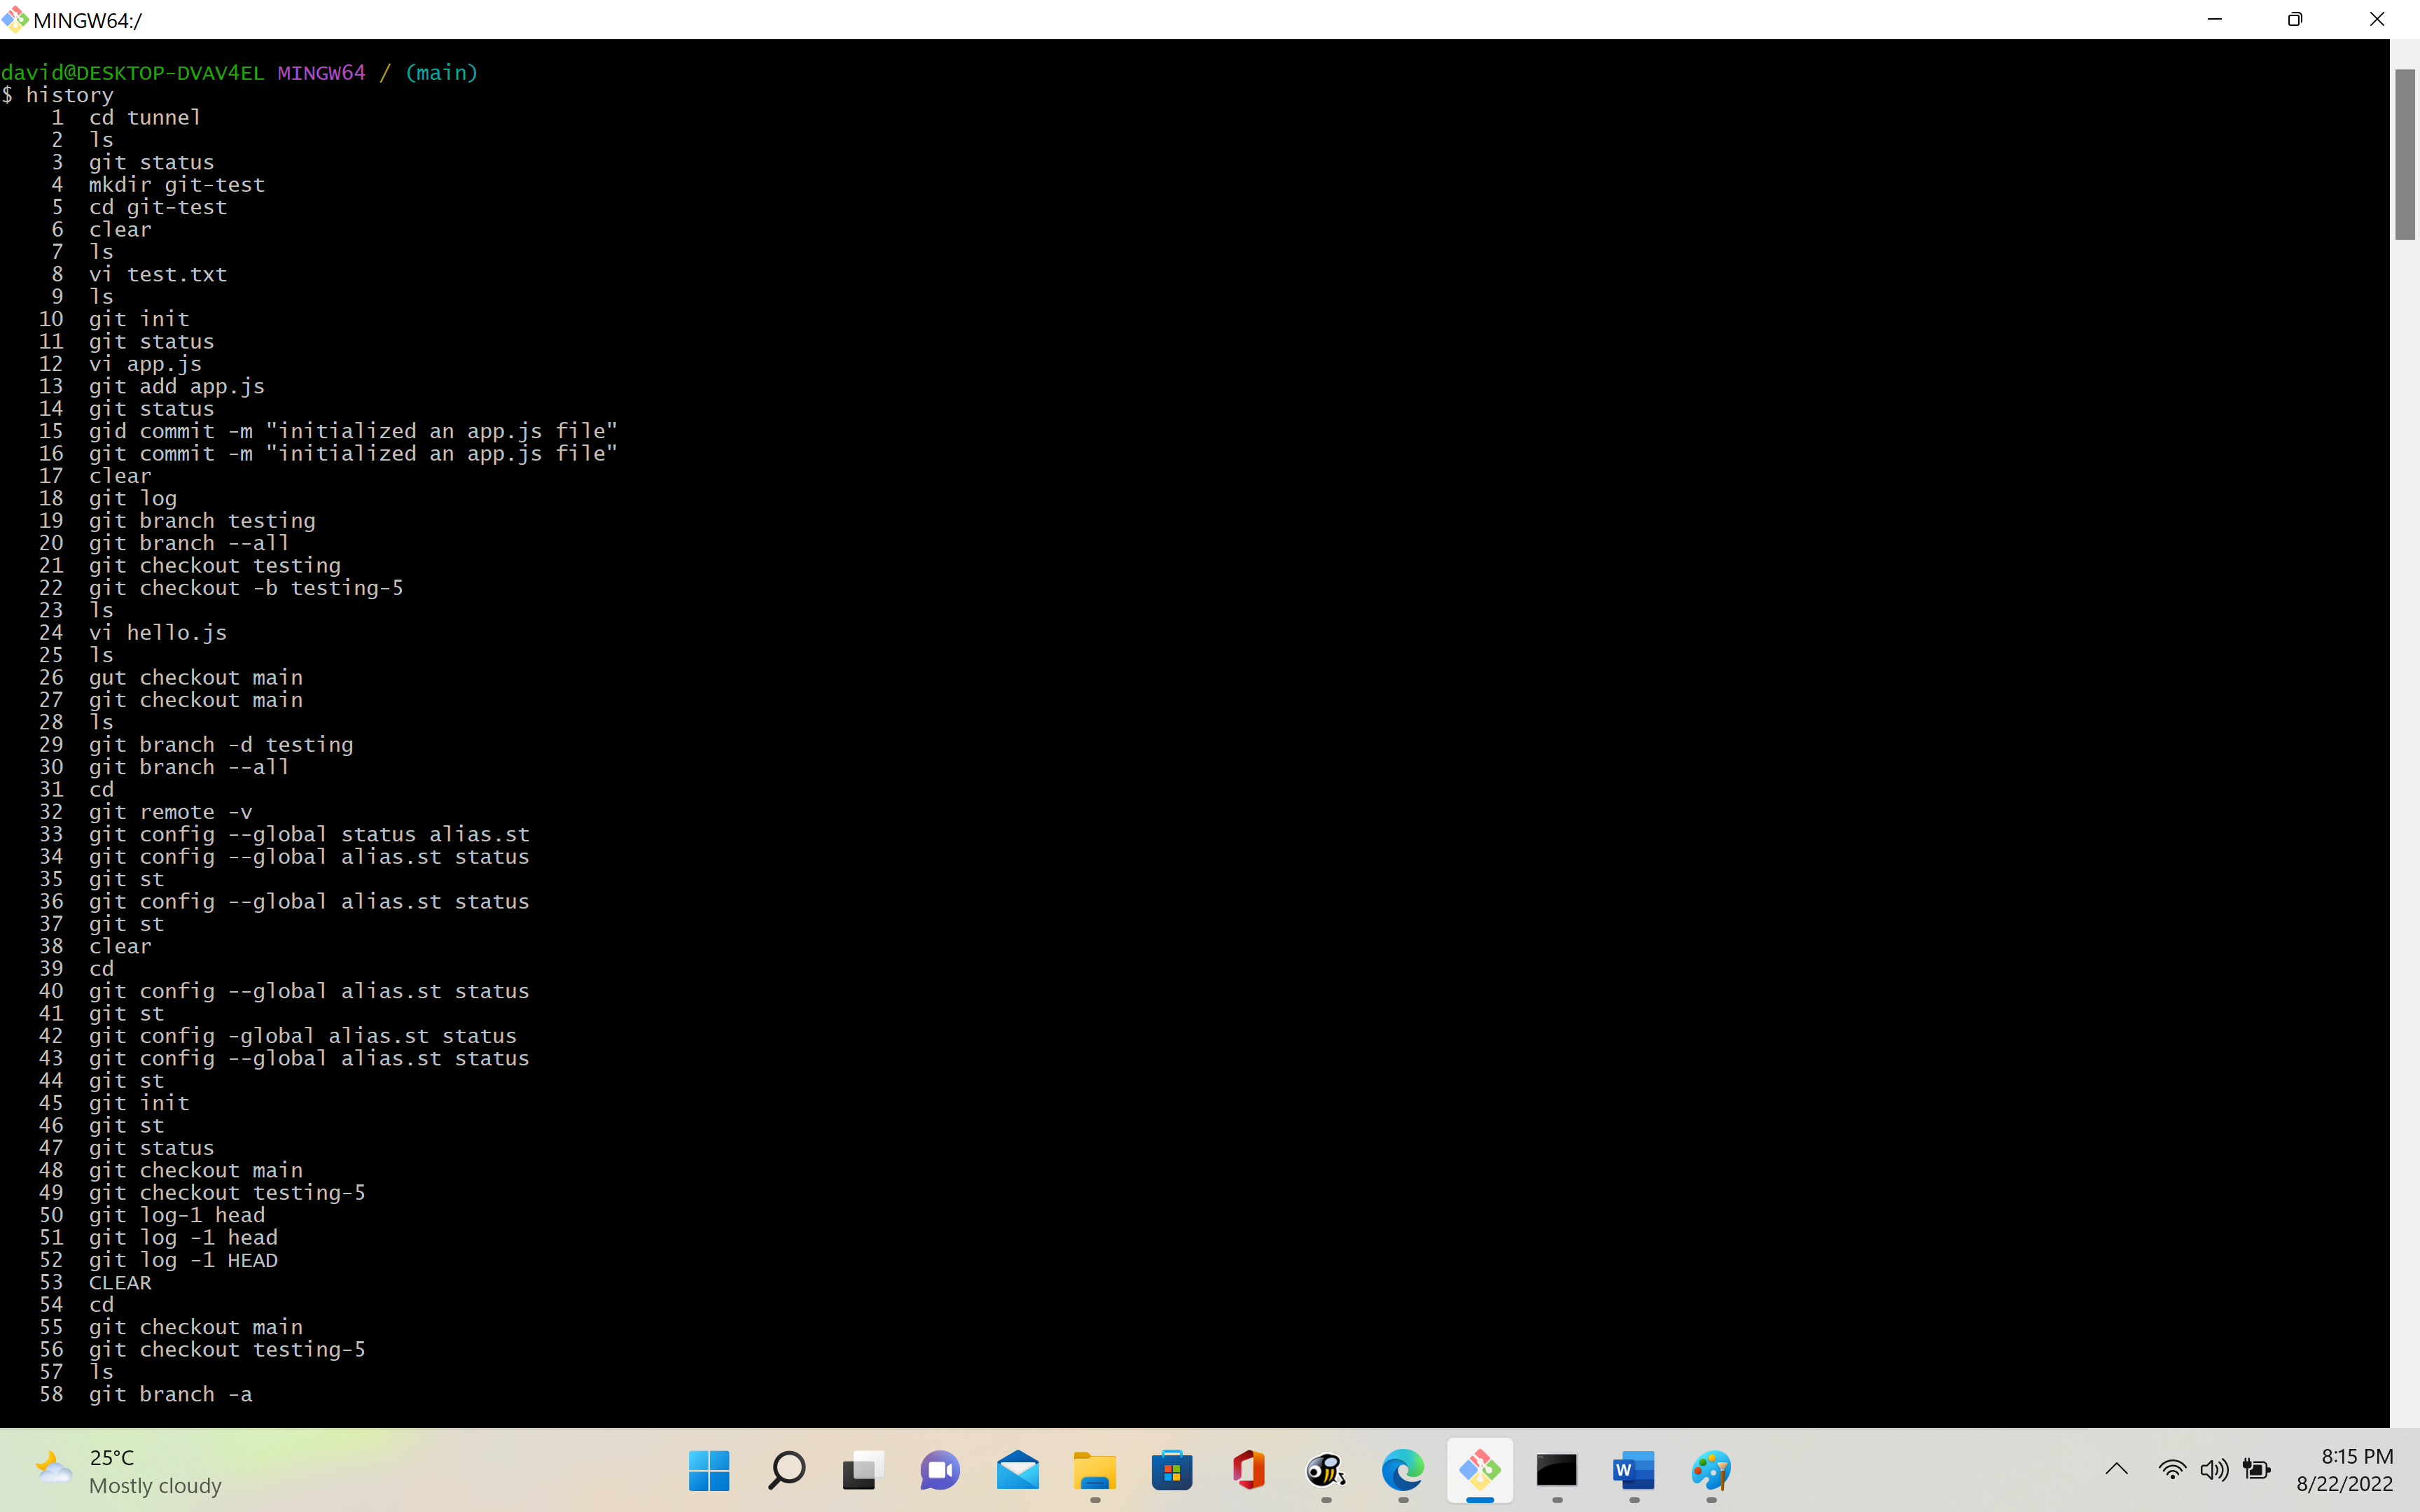 MINGW64:/
david@DESKTOP-DVAV4EL MINGW64 / (main)
$ history
1 cd tunnel
2 ls
3 git status
4 mkdir git-test
5 cd git-test
6 clear
7 ls
8 vi test.txt
9 ls
10 git init
11 git status
12 vi app.js
13 git add app.js
14 git status
15 gid commit -m "initialized an app.js file"
16 git commit -m "initialized an app.js file"
17 clear
18 git log
19 git branch testing
20 git branch --all
21 git checkout testing
22 git checkout -b testing-5
23 ls
24 vi hello.js
25 ls
26 gut checkout main
27 git checkout main
28 ls
29 git branch -d testing
30 git branch --all
31 cd
32 git remote -v
33 git config --global status alias.st
34 git config --global alias.st status
35 git st
36 git config --global alias.st status
37 git st
38 clear
39 cd
40 git config --global alias.st status
41 git st
42 git config -global alias.st status
43 git config --global alias.st status
44 git st
45 git init
46 git st
47 git status
48 git checkout main
49 git checkout testing-5
50 git log-1 head
51 git log -1 head
52 git log -1 HEAD
53 CLEAR
54 cd
55 git checkout main
56 git checkout testing-5
57 ls
58 git branch -a
25°C
Mostly cloudy
W
8:15 PM
8/22/2022